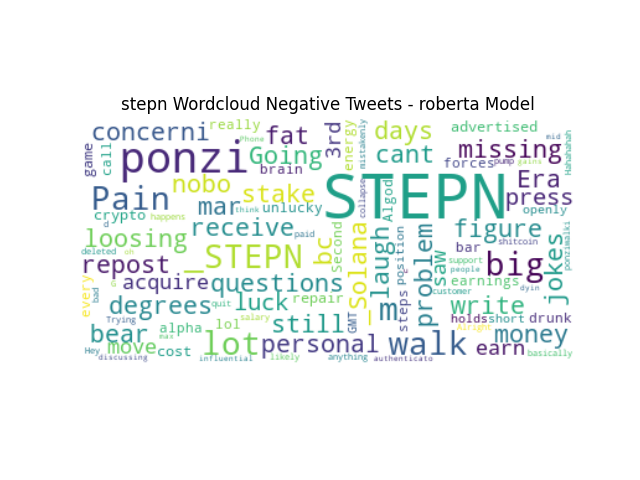 stepn Wordcloud Negative Tweets - roberta Model
concerni
really
iPhone
fat
3rd
energy
mistakenly
days
advertised
Hahahahah
game
call
ponzi
Going
brain
cant
missing
forces
pump
gains
mid
Pain
nobo
stake
STEPN
Era
press
openly
crypto
happens
mar
think
unlucky
collapse
Algod
receive
paid
Second
_Solana
laugh
position
problem
saw
figure
bar
shitcoin
jokes
ponzimalki
loosing
deleted
on
_STEPN
bc
repost
acquire
questions
big
support
people
earnings
customer
dyin
every
bad
degrees
quit
luck
repair
GMT
m
steps
write
holds
short
drunk
Trying
bear
max
alpha
salary
lol
still
Alright
money
Hey
move
cost
lot
personal
walk
earn
basically
discussing
influential
likely
anything
authenticato
d